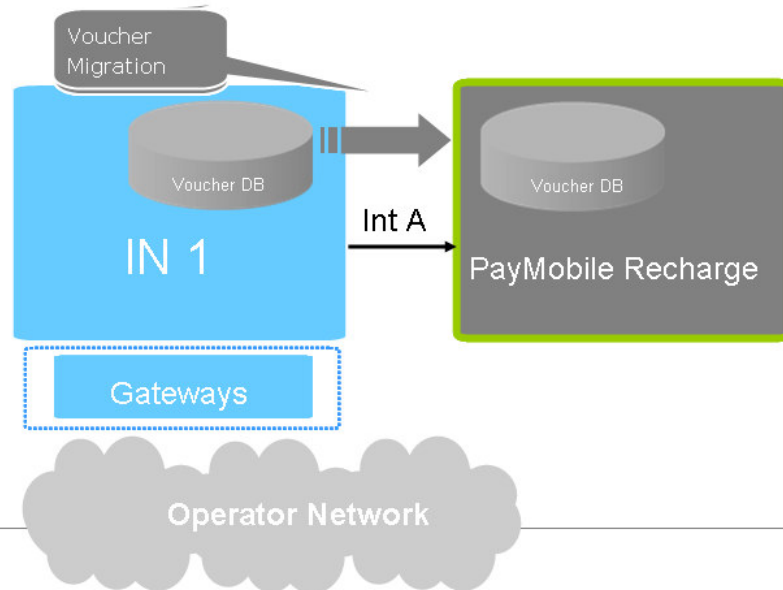 Voucher
Migration
Voucher DB
Voucher DB
Int A
IN 1
PayMobile Recharge
Gateways
Operator Network